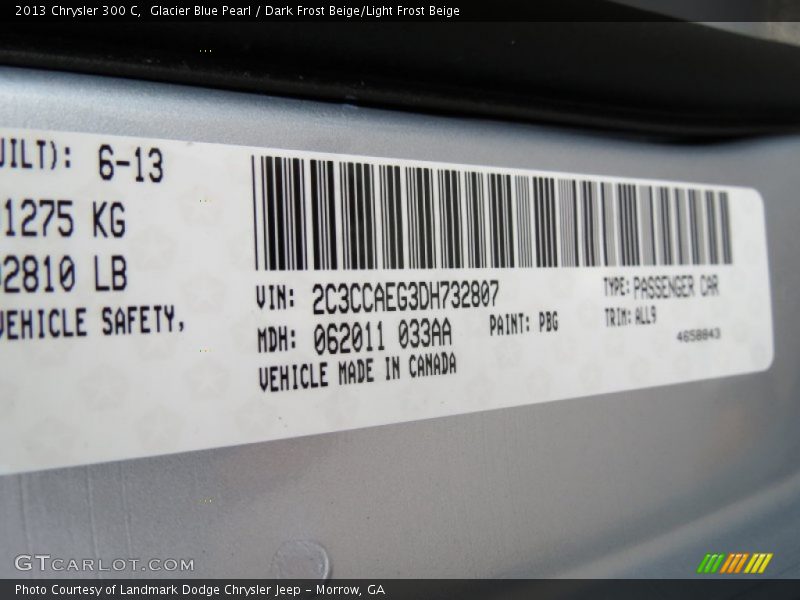 2013 Chrysler 300 C, Glacier Blue Pearl / Dark Frost Beige/Light Frost Beige
UILT): 6-13
1275 KG
2810 LB
VEHICLE SAFETY,
VIN: 2C3CCAEG3DH732807
TYPE: PASSENGER CAR
MDH: 062011 033AA
PAINT: PBG
TRIM: ALL9
VEHICLE MADE IN CANADA
4658843
GTCARLOT.COM
Photo Courtesy of Landmark Dodge Chrysler Jeep – Morrow, GA